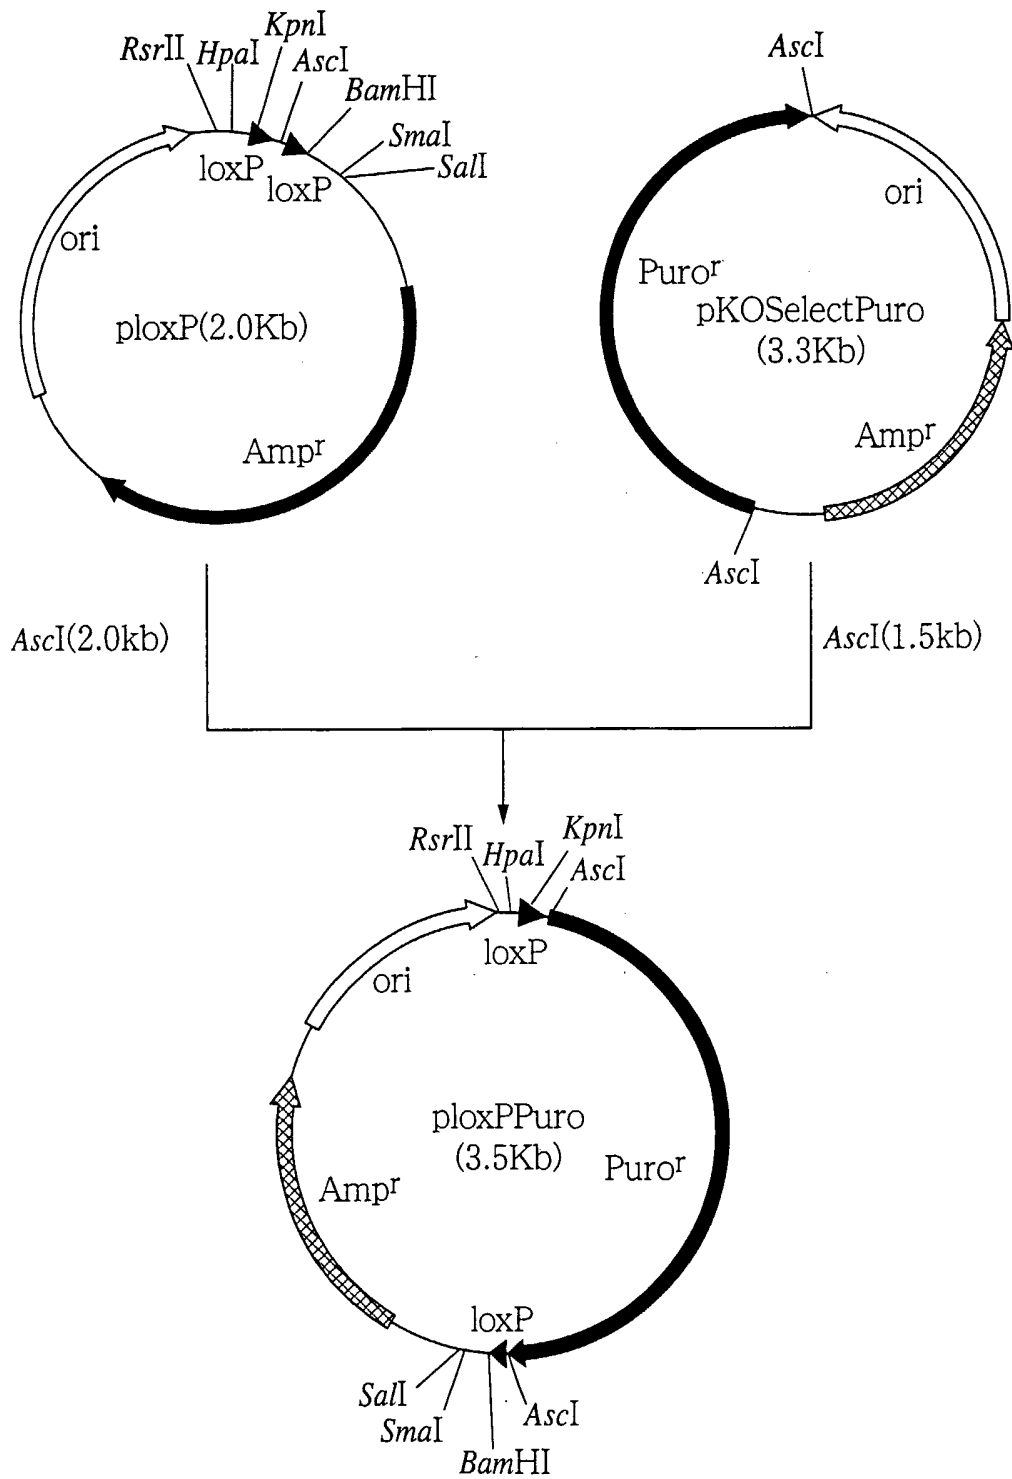 KpnI
RsrII HpaI
AscI
BamHI
SmaI
SalI
loxP
loxP
ori
ploxP(2.0Kb)
Ampr
AscI
ori
Puror
pKOSelectPuro
(3.3Kb)
Ampr
AscI
AscI(2.0kb)
AscI(1.5kb)
KpnI
RsrII
HpaI
AscI
loxP
ori
ploxPPuro
(3.5Kb)
Puror
Ampr
loxP
SalI
SmaI
AscI
BamHI